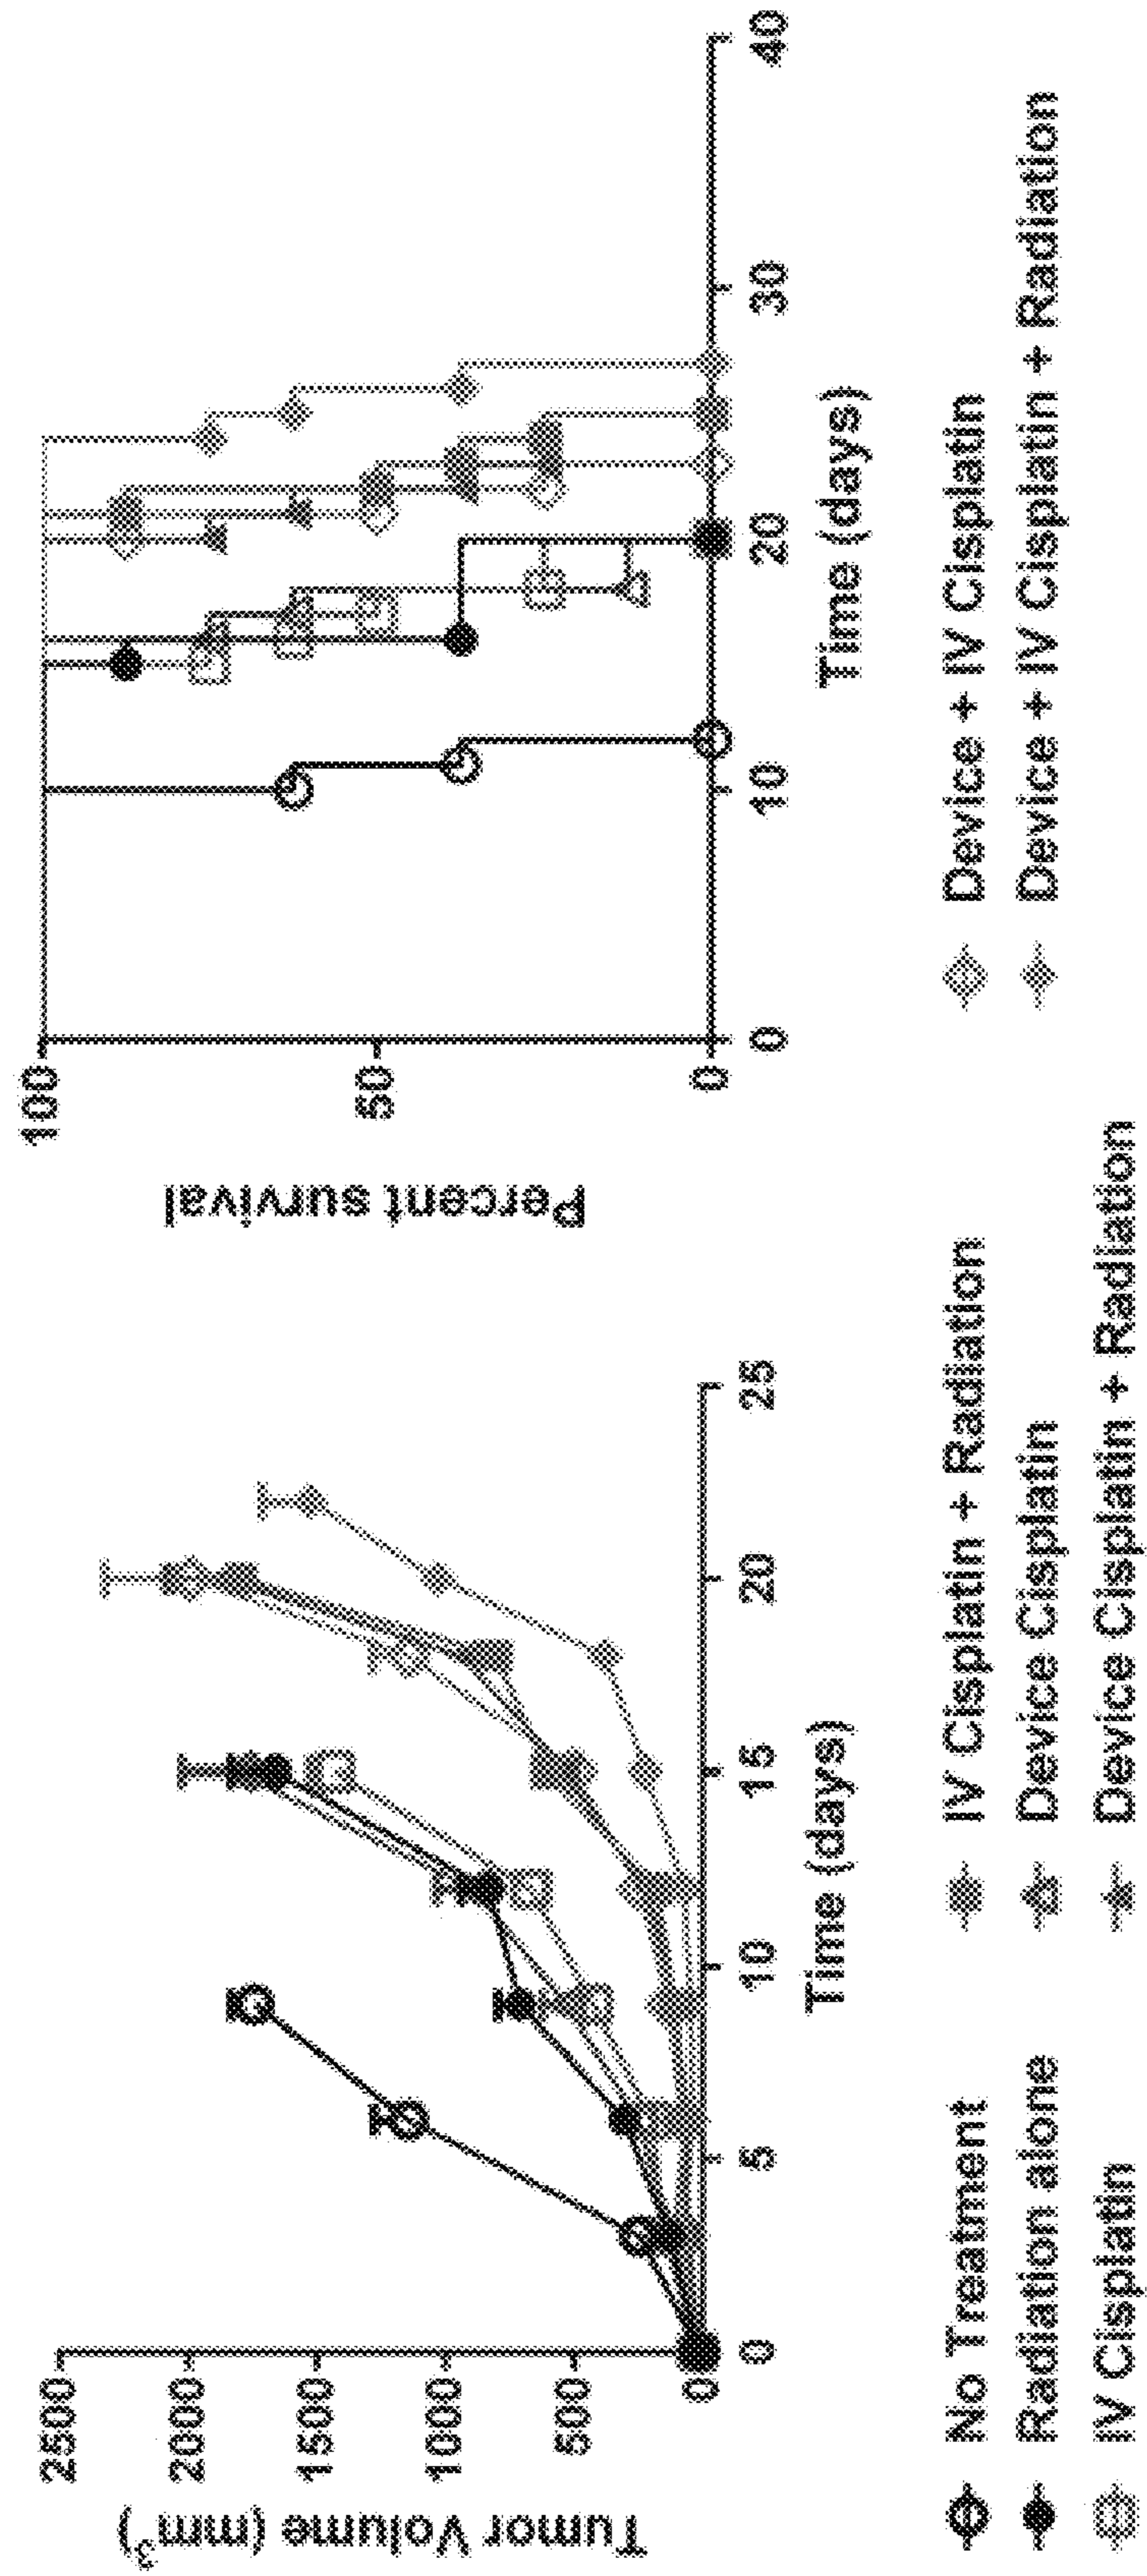 Tumor Volume (mm³)
2500
2000
1500
1000
500
0
0
5
10
15
20
25
Time (days)
Percent survival
100
50
0
0
10
20
30
40
Time (days)
No Treatment
Radiation alone
IV Cisplatin
IV Cisplatin + Radiation
Device Cisplatin
Device Cisplatin + Radiation
Device + IV Cisplatin
Device + IV Cisplatin + Radiation